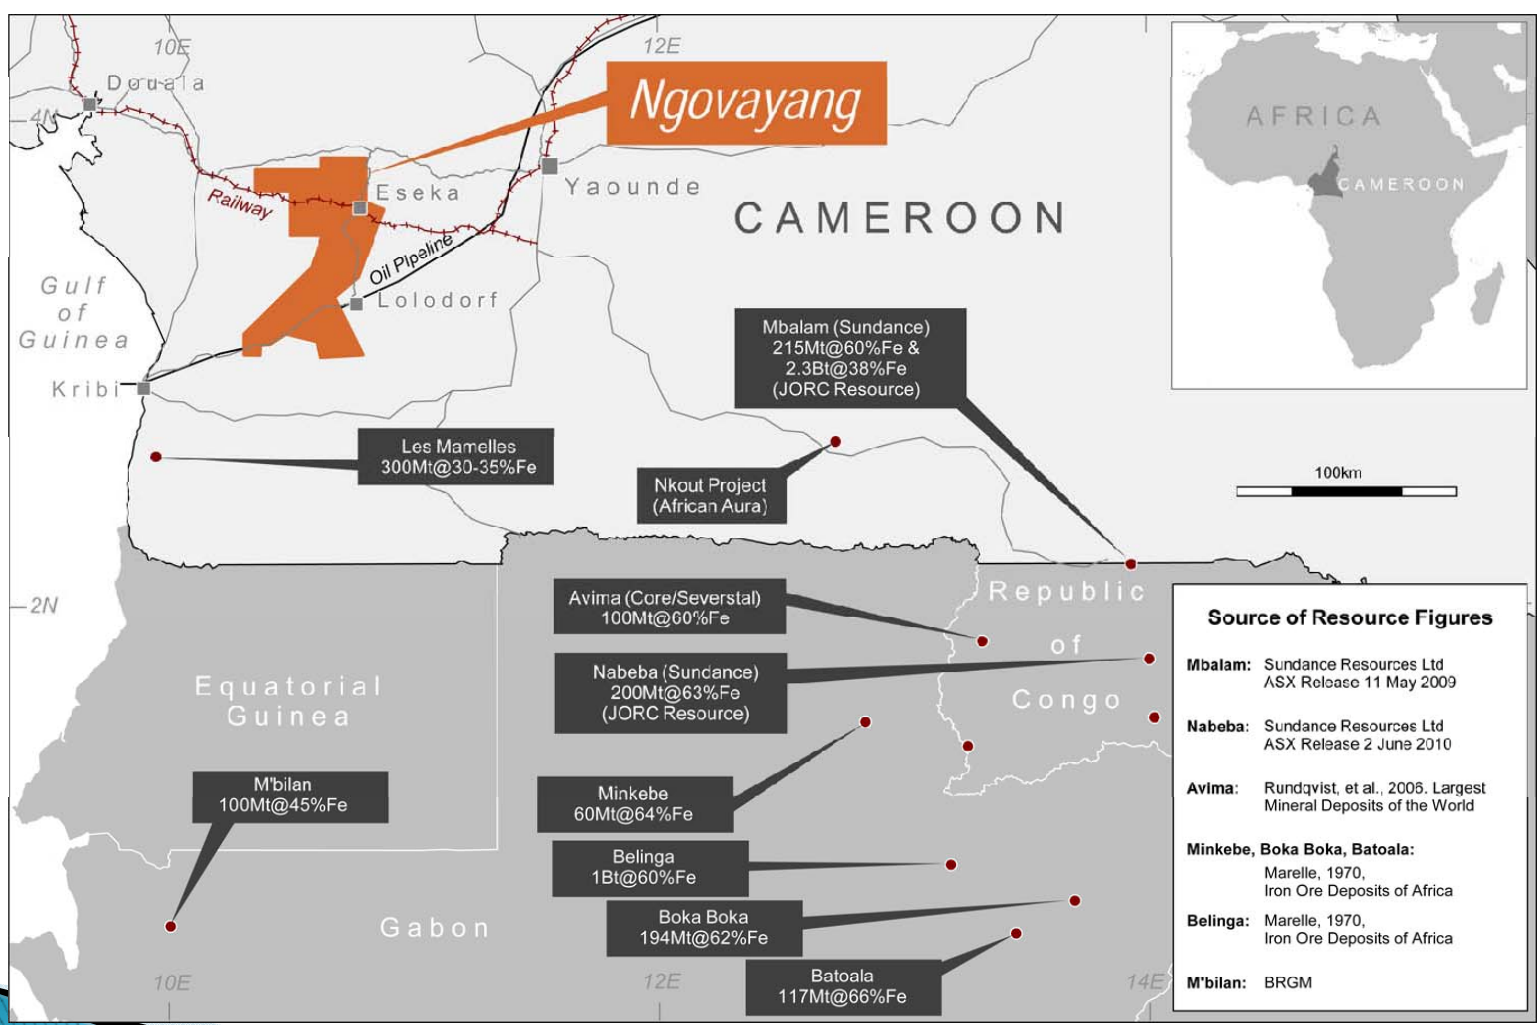 10E
12E
Douala
4N
Ngovayang
Eseka
Yaounde
Railway
CAMEROON
Oil Pipeline
Lolodorf
Gulf
of
Guinea
Kribi
AFRICA
CAMEROON
Mbalam (Sundance)
215Mt@60%Fe &
2.3Bt@38%Fe
(JORC Resource)
Les Mamelles
300Mt@30-35%Fe
Nkout Project
(African Aura)
100km
2N
Republic
of
Congo
Avima (Core/Severstal)
100Mt@60%Fe
Nabeba (Sundance)
200Mt@63%Fe
(JORC Resource)
Equatorial
Guinea
M'bilan
100Mt@45%Fe
Minkebe
60Mt@64%Fe
Belinga
1Bt@60%Fe
Boka Boka
194Mt@62%Fe
Gabon
Batoala
117Mt@66%Fe
10E
12E
14E
Source of Resource Figures
Mbalam: Sundance Resources Ltd
ASX Release 11 May 2009
Nabeba: Sundance Resources Ltd
ASX Release 2 June 2010
Avima: Rundqvist, et al., 2006. Largest
Mineral Deposits of the World
Minkebe, Boka Boka, Batoala:
Marelle, 1970,
Iron Ore Deposits of Africa
Belinga: Marelle, 1970,
Iron Ore Deposits of Africa
M'bilan: BRGM